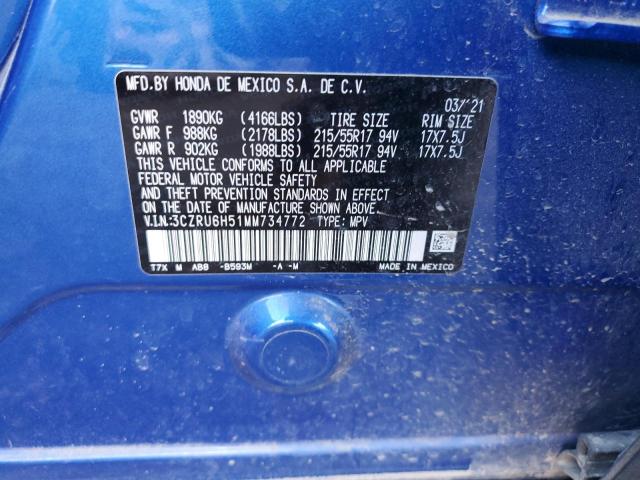 MFD.BY HONDA DE MEXICO S.A. DE C.V.
03/'21
GVWR 1890KG (4166LBS) TIRE SIZE RIM SIZE
GAWR F 988KG (2178LBS) 215/55R17 94V 17X7.5J
GAWR R 902KG (1988LBS) 215/55R17 94V 17X7.5J
THIS VEHICLE CONFORMS TO ALL APPLICABLE
FEDERAL MOTOR VEHICLE SAFETY
AND THEFT PREVENTION STANDARDS IN EFFECT
ON THE DATE OF MANUFACTURE SHOWN ABOVE.
V.I.N:3CZRU6H51MM734772 TYPE: MPV
T7X M AB8 -B593M -A -M MADE IN MEXICO